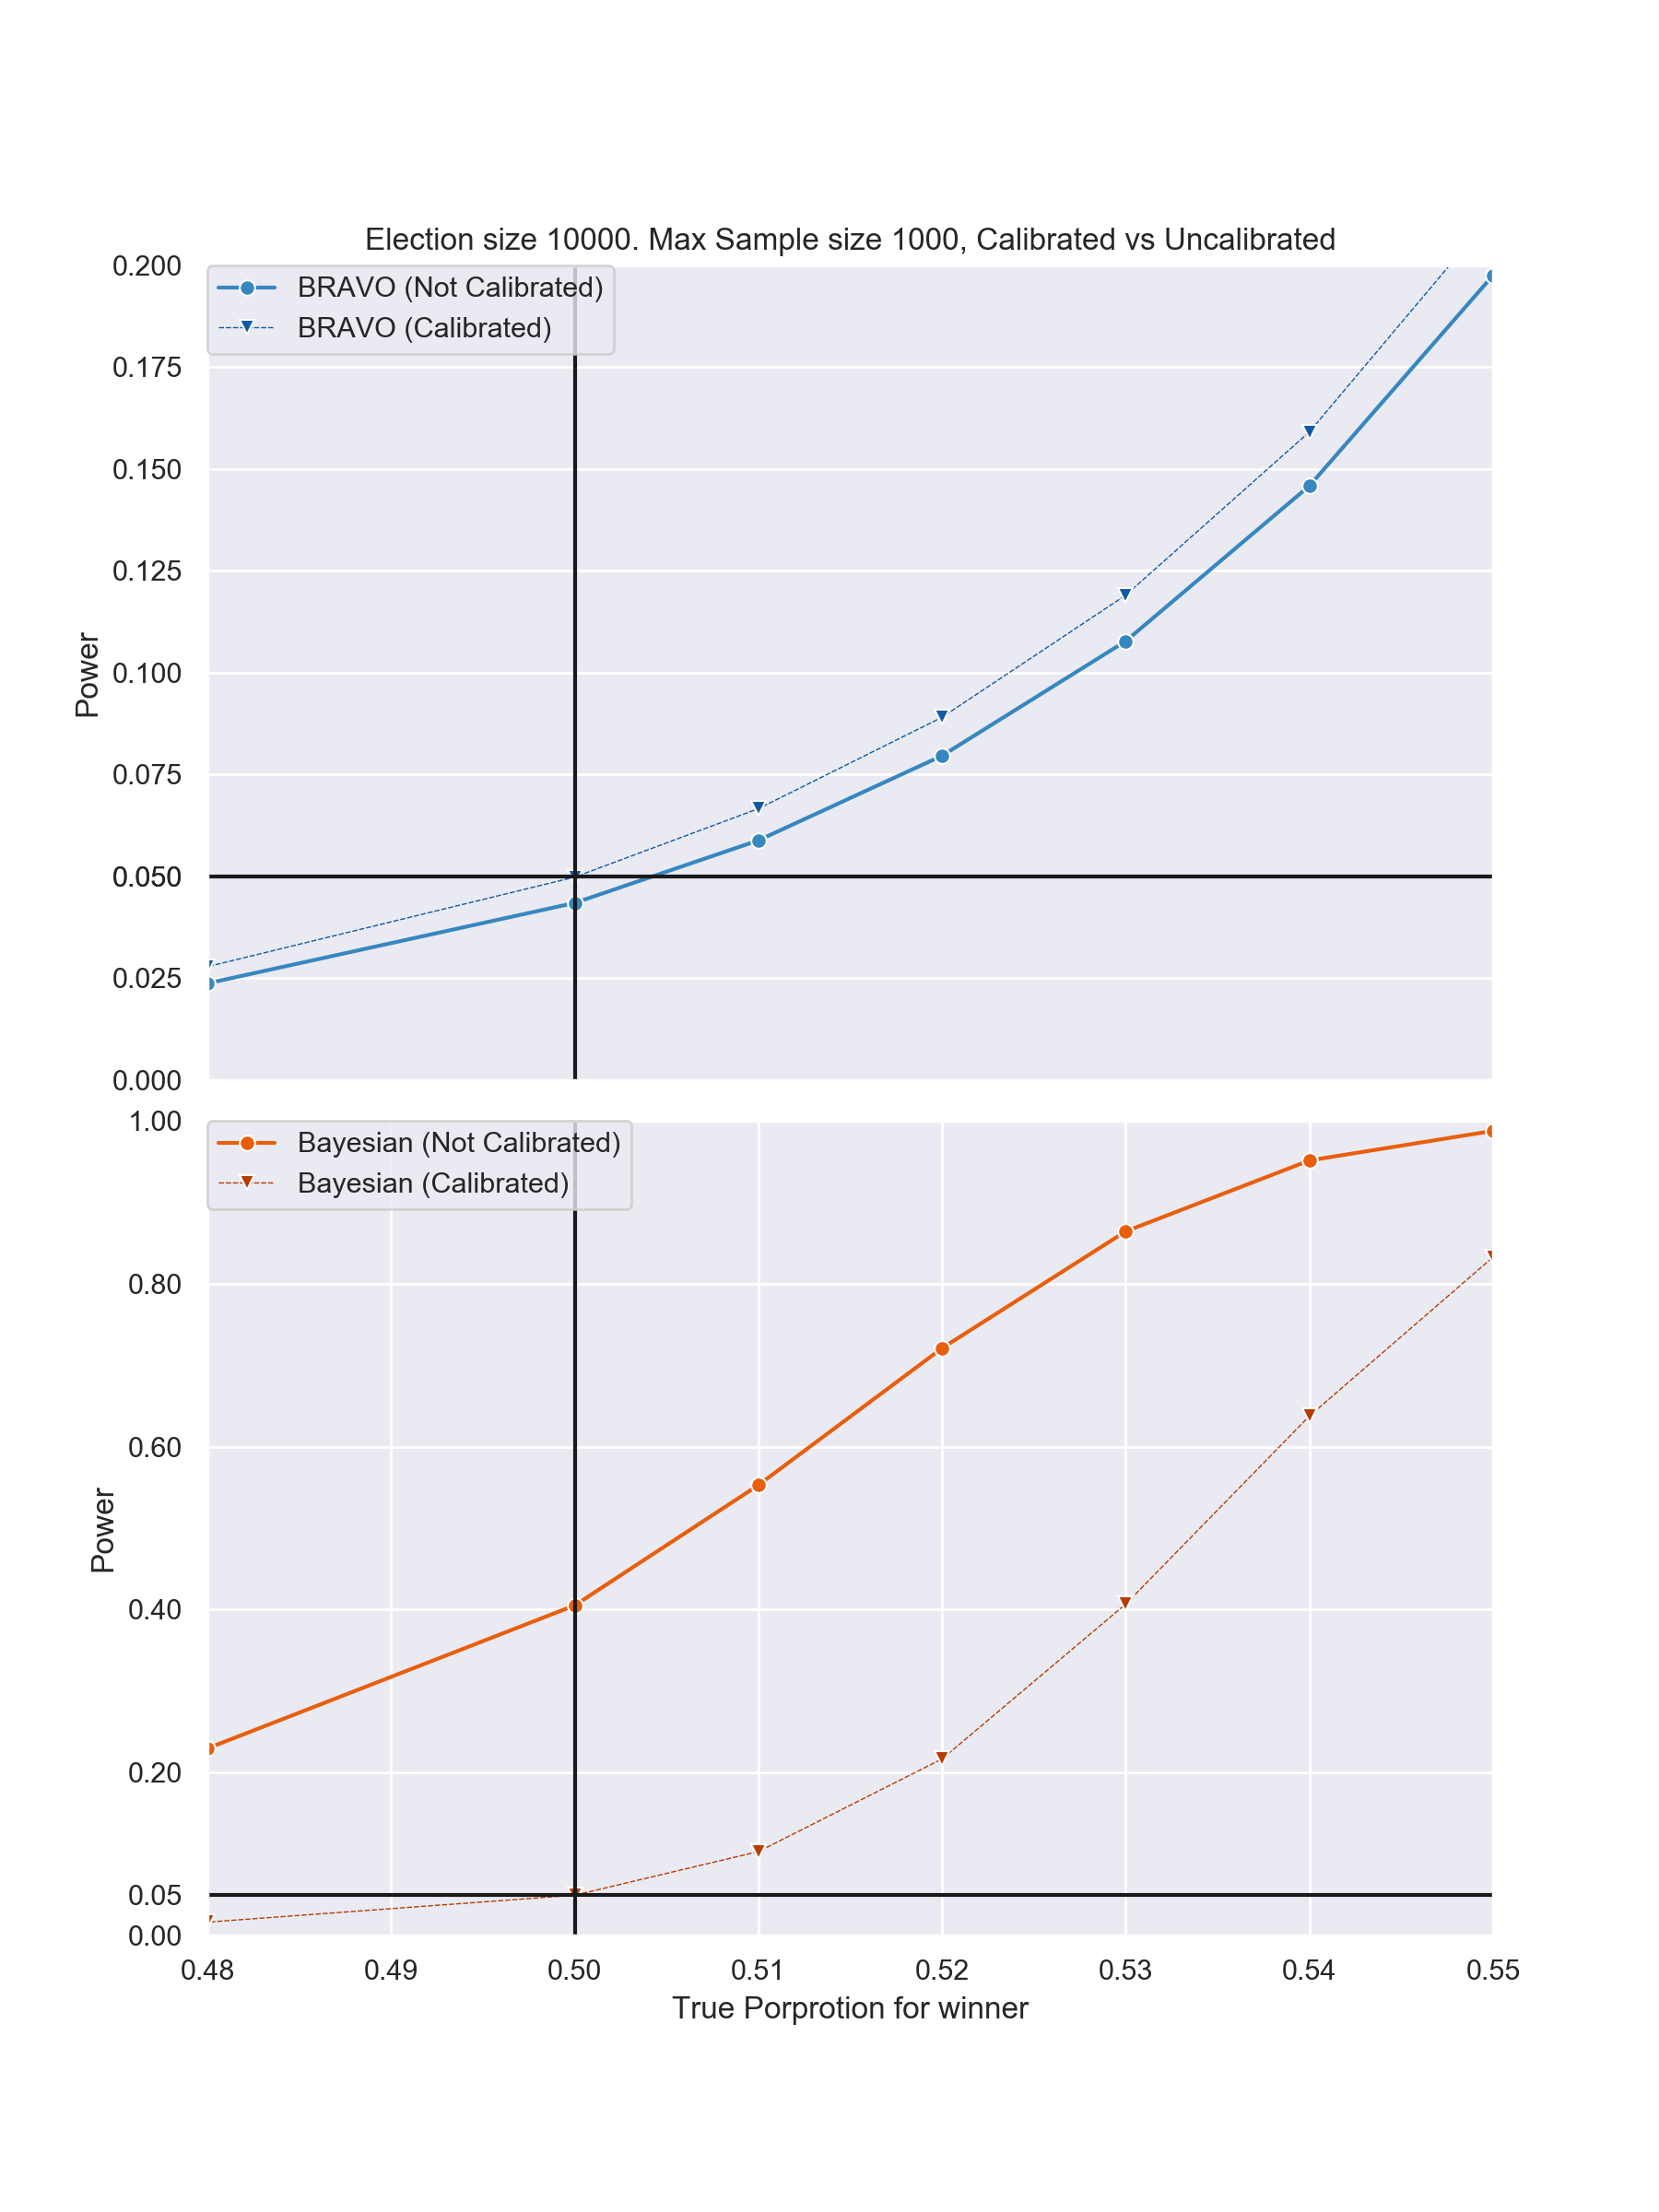 Election size 10000. Max Sample size 1000, Calibrated vs Uncalibrated
0.200
BRAVO (Not Calibrated)
BRAVO (Calibrated)
0.175
0.150
0.125
0.100
0.075
0.050
0.025
0.000
Power
1.00
Bayesian (Not Calibrated)
Bayesian (Calibrated)
0.80
0.60
0.40
0.20
0.05
0.00
Power
0.48 0.49 0.50 0.51 0.52 0.53 0.54 0.55
True Porprotion for winner